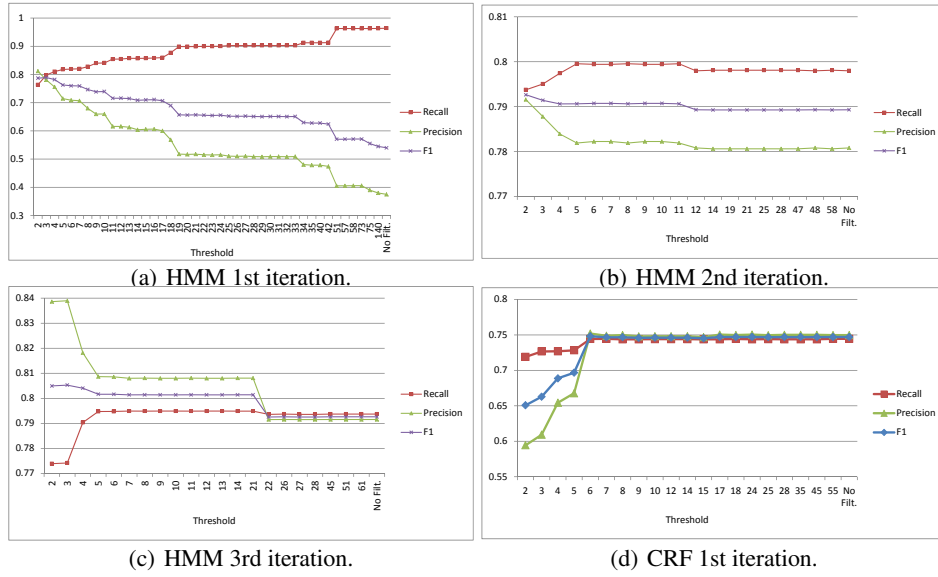 1
0.9
0.8
0.7
0.6
0.5
0.4
0.3
2 3 4 5 6 7 8 9 10 11 12 13 14 15 16 17 18 19 20 21 22 23 24 25 26 27 28 29 30 31 32 33 34 35 40 42 51 57 58 73 75 140 No Filt.
Threshold
Recall
Precision
F1
(a) HMM 1st iteration.
0.8
0.79
0.78
0.77
2 3 4 5 6 7 8 9 10 11 12 14 19 21 25 28 47 48 58 No Filt.
Threshold
Recall
Precision
F1
(b) HMM 2nd iteration.
0.84
0.83
0.82
0.81
0.8
0.79
0.78
0.77
2 3 4 5 6 7 8 9 10 11 12 13 14 21 22 26 27 28 45 51 61 No Filt.
Threshold
Recall
Precision
F1
(c) HMM 3rd iteration.
0.8
0.75
0.7
0.65
0.6
0.55
2 3 4 5 6 7 8 9 10 12 14 15 17 18 24 25 28 35 45 55 No Filt.
Threshold
Recall
Precision
F1
(d) CRF 1st iteration.